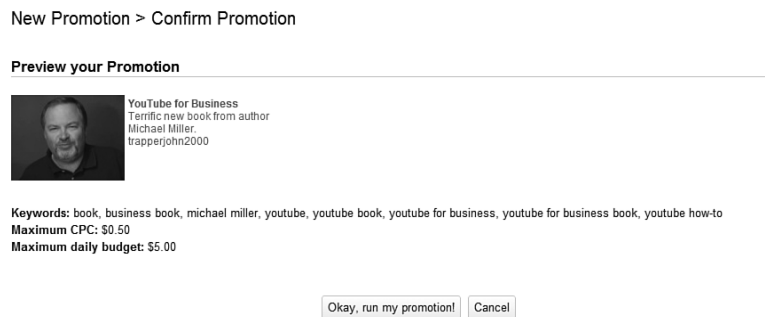 New Promotion > Confirm Promotion
Preview your Promotion
YouTube for Business
Terrific new book from author
Michael Miller.
trapperjohn2000
Keywords: book, business book, michael miller, youtube, youtube book, youtube for business, youtube for business book, youtube how-to
Maximum CPC: $0.50
Maximum daily budget: $5.00
Okay, run my promotion! Cancel